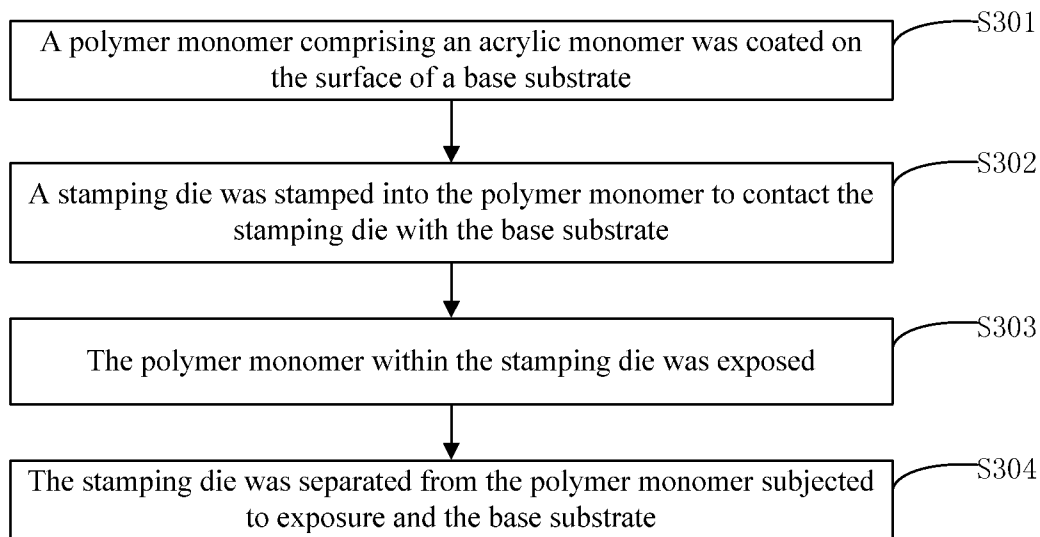 S301
A polymer monomer comprising an acrylic monomer was coated on
the surface of a base substrate
S302
A stamping die was stamped into the polymer monomer to contact the
stamping die with the base substrate
S303
The polymer monomer within the stamping die was exposed
S304
The stamping die was separated from the polymer monomer subjected
to exposure and the base substrate